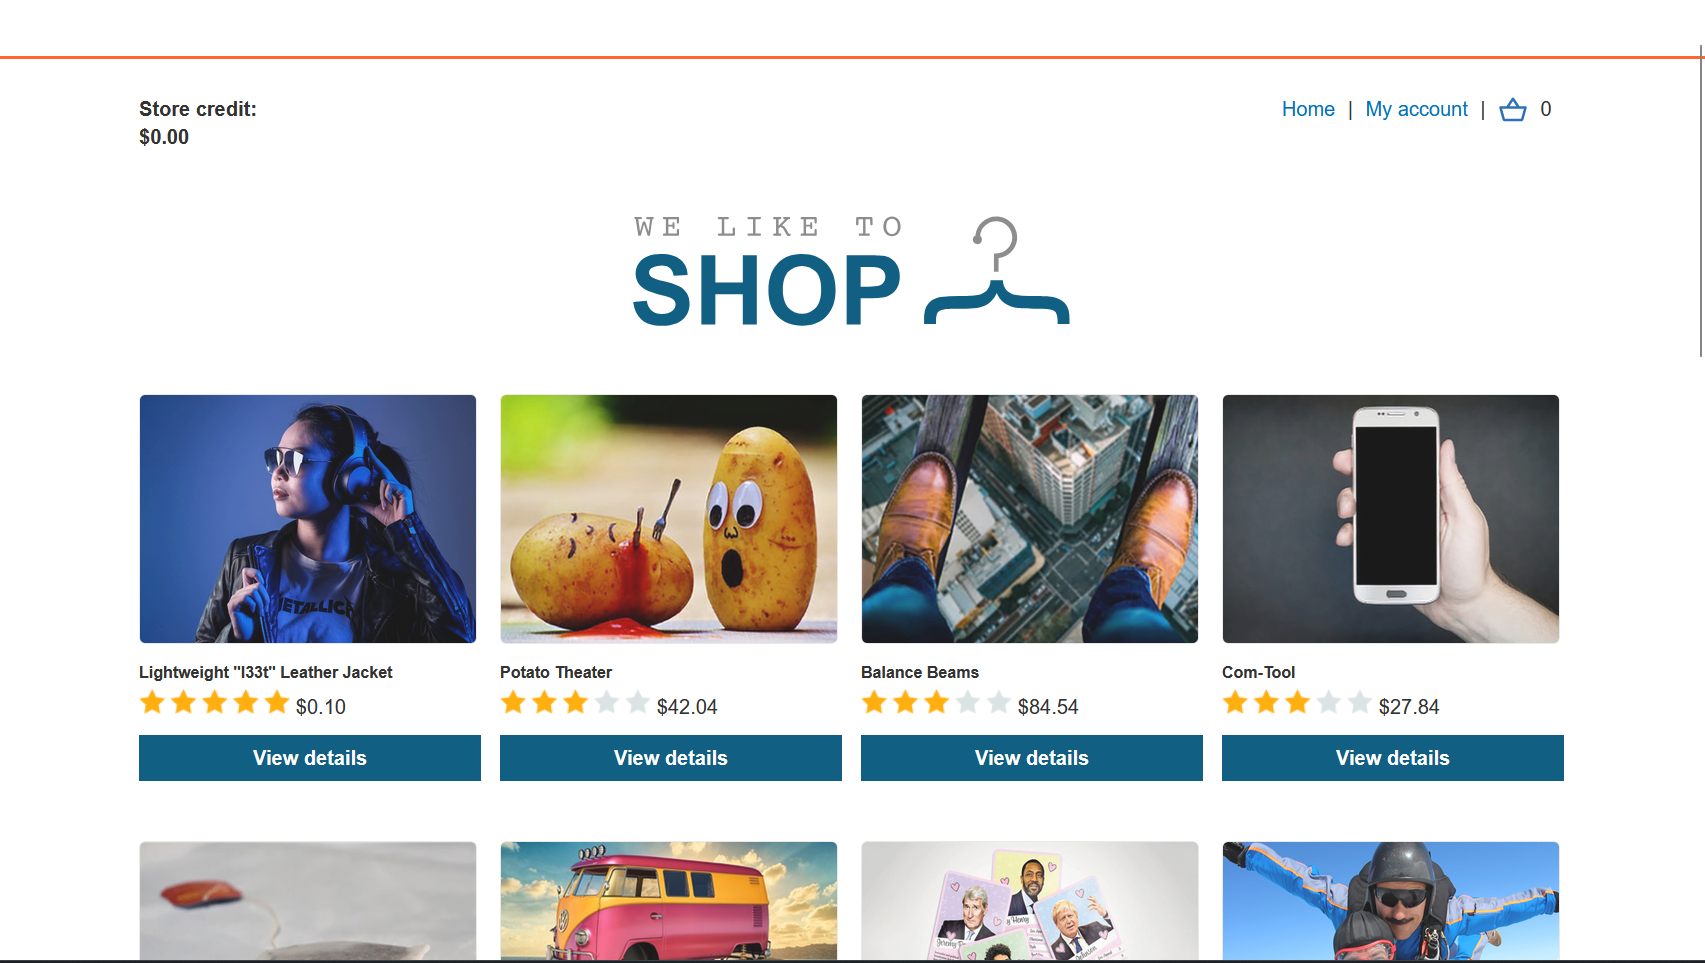 Store credit:
$0.00
Home | My account | 0
WE LIKE TO
SHOP
METALLICA
Lightweight "l33t" Leather Jacket
$0.10
Potato Theater
$42.04
Balance Beams
$84.54
Com-Tool
$27.84
View details
View details
View details
View details